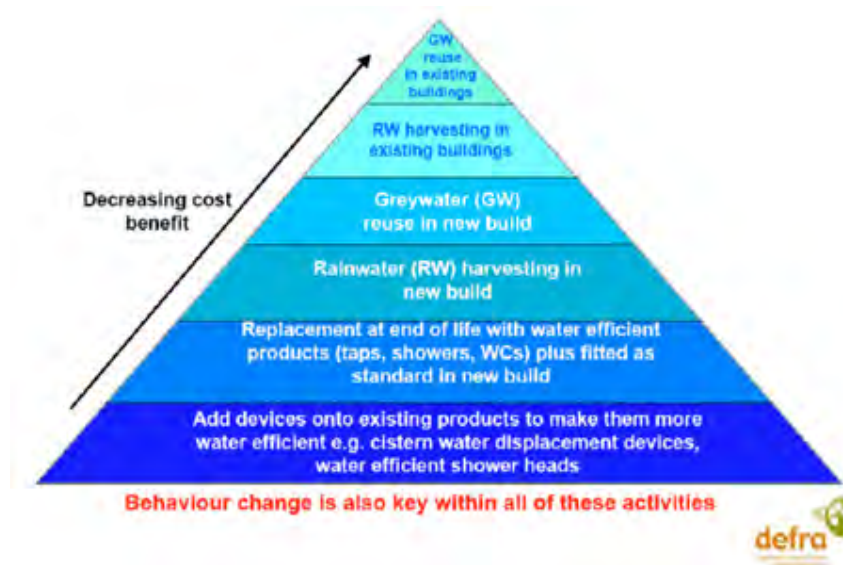 GW
reuse
in existing
buildings
RW harvesting in
existing buildings
Decreasing cost
benefit
Greywater (GW)
reuse in new build
Rainwater (RW) harvesting in
new build
Replacement at end of life with water efficient
products (taps, showers, WCs) plus fitted as
standard in new build
Add devices onto existing products to make them more
water efficient e.g. cistern water displacement devices,
water efficient shower heads
Behaviour change is also key within all of these activities
defra